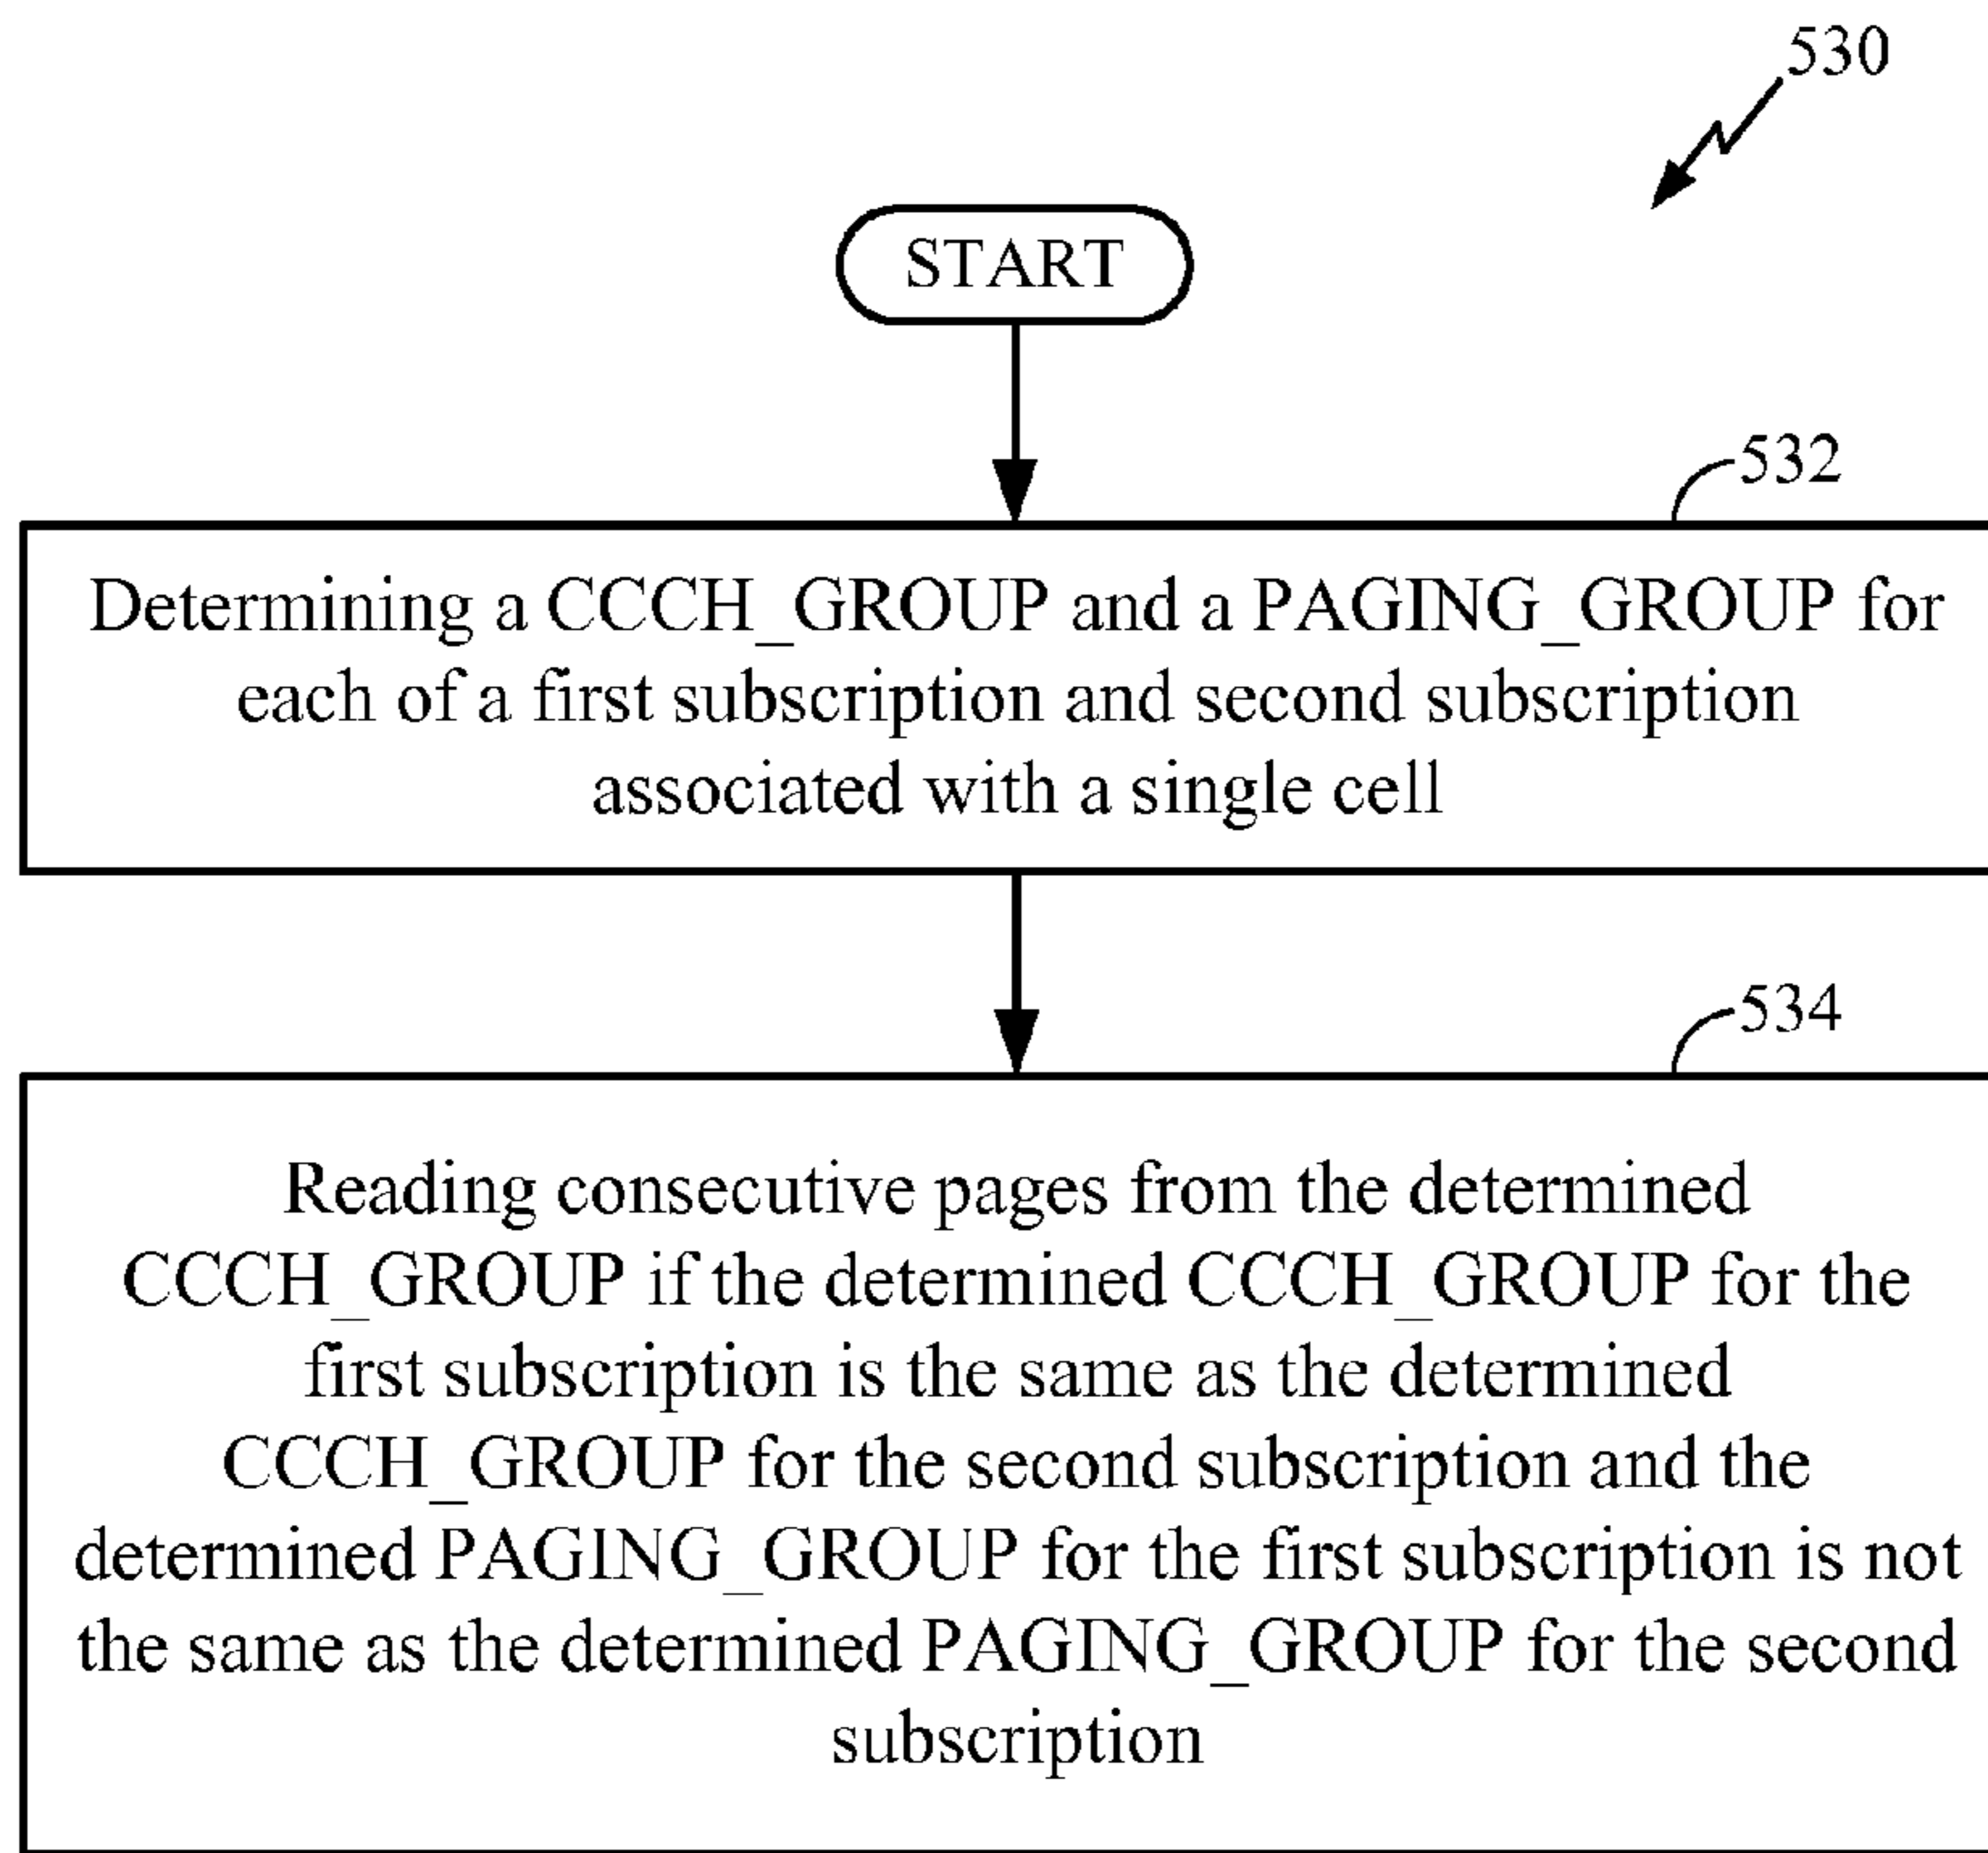 530
START
532
Determining a CCCH_GROUP and a PAGING_GROUP for
each of a first subscription and second subscription
associated with a single cell
534
Reading consecutive pages from the determined
CCCH_GROUP if the determined CCCH_GROUP for the
first subscription is the same as the determined
CCCH_GROUP for the second subscription and the
determined PAGING_GROUP for the first subscription is not
the same as the determined PAGING_GROUP for the second
subscription